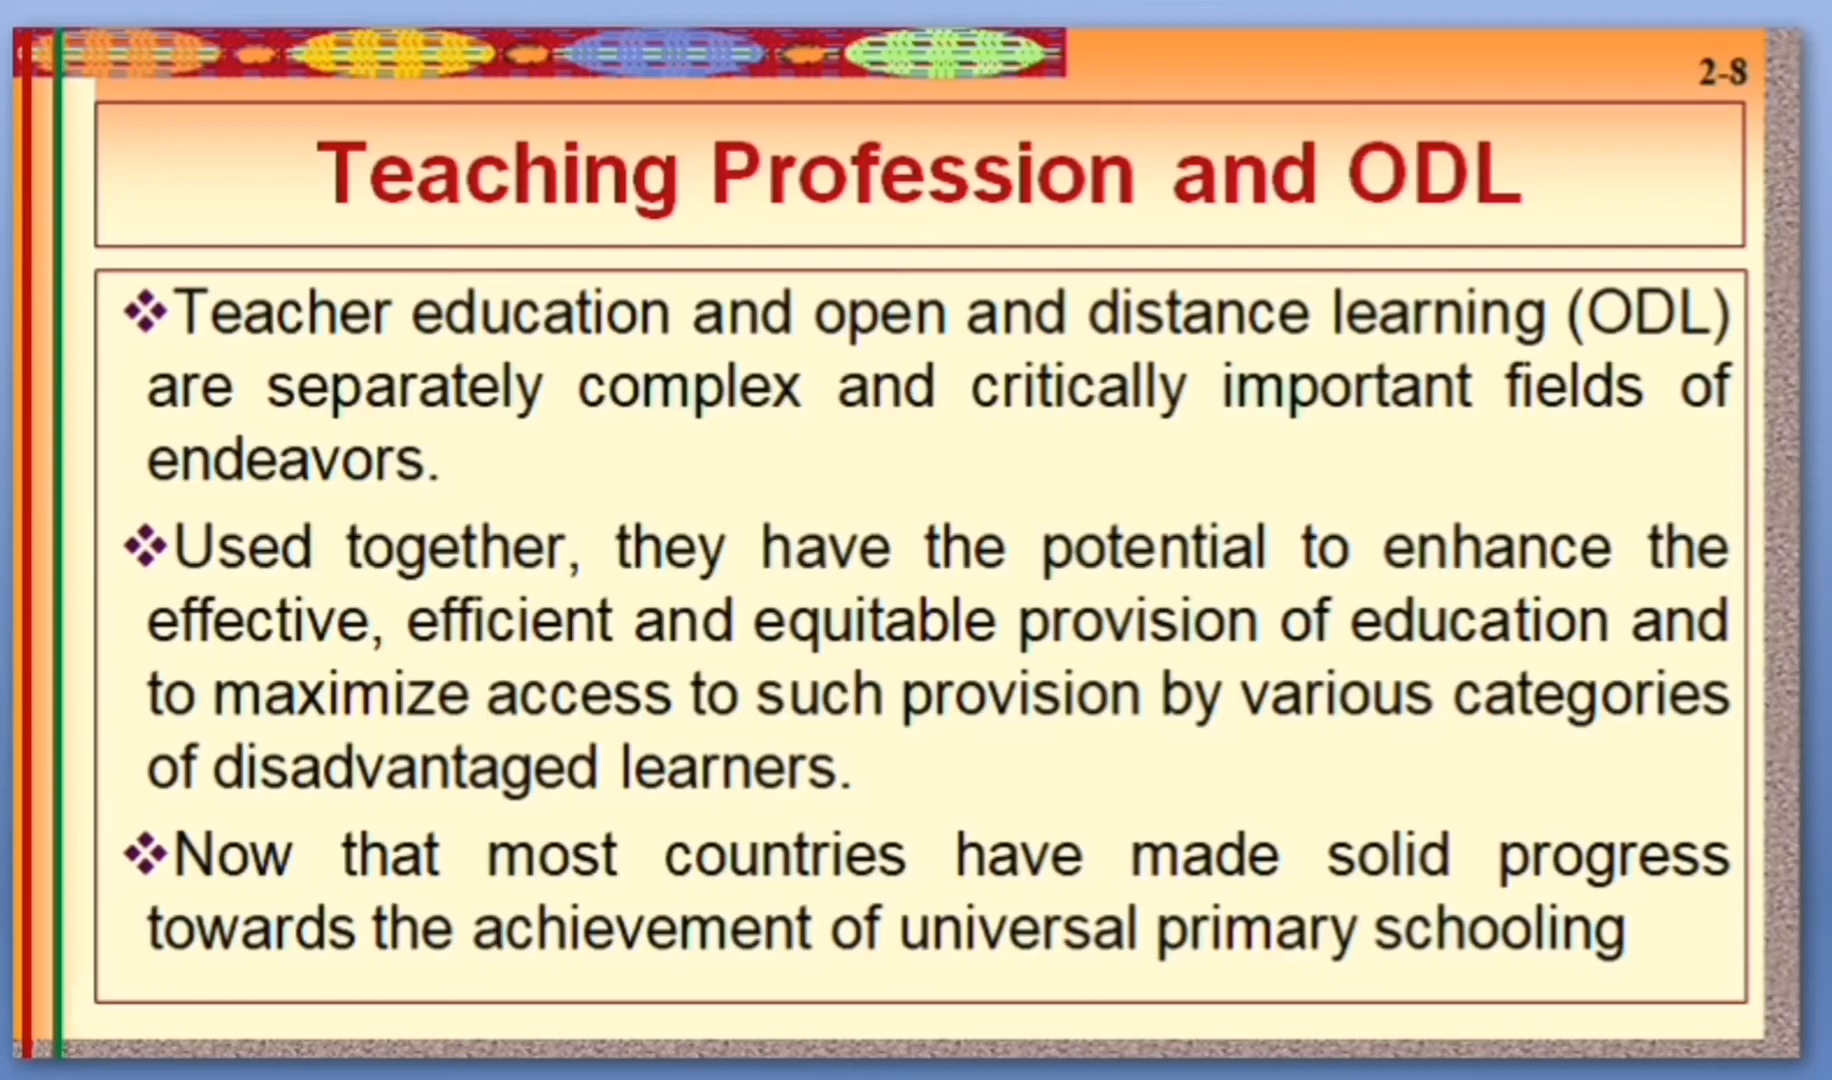 2-8
Teaching Profession and ODL
❖Teacher education and open and distance learning (ODL)
are separately complex and critically important fields of
endeavors.
❖Used together, they have the potential to enhance the
effective, efficient and equitable provision of education and
to maximize access to such provision by various categories
of disadvantaged learners.
❖Now that most countries have made solid progress
towards the achievement of universal primary schooling